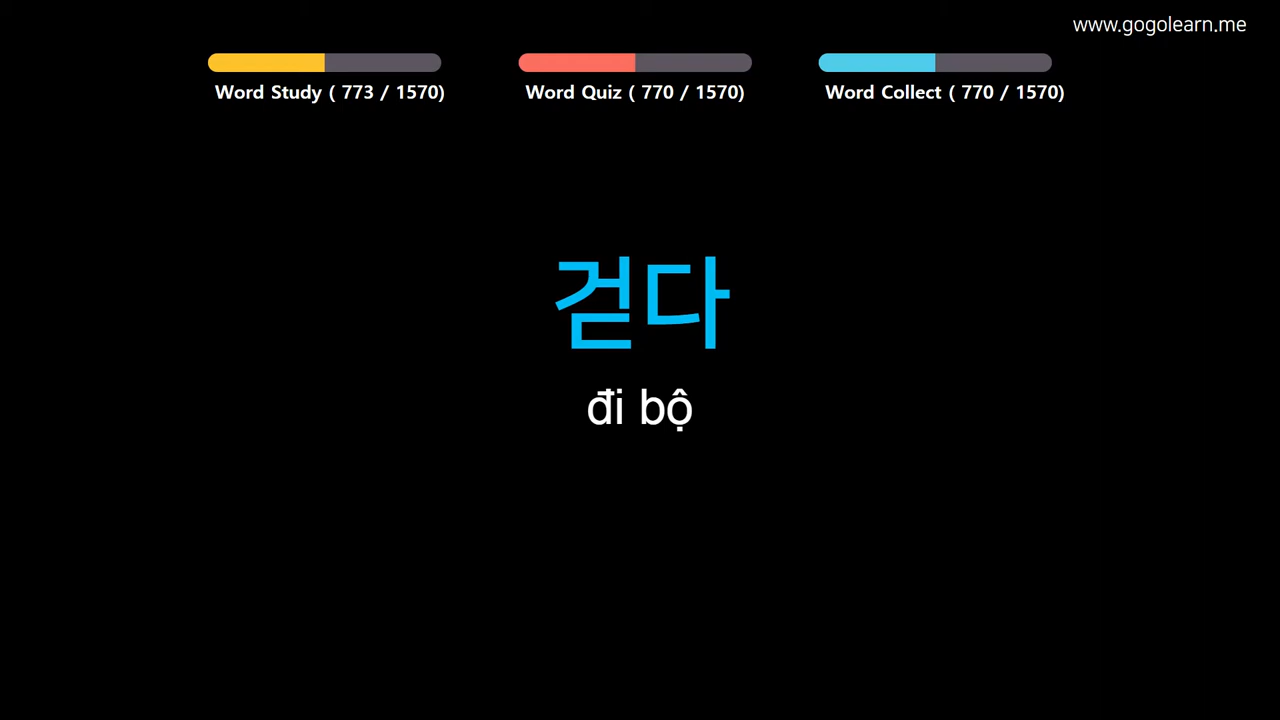 www.gogolearn.me
Word Study ( 773 / 1570)
Word Quiz ( 770 / 1570)
Word Collect ( 770 / 1570)
걷다
đi bộ